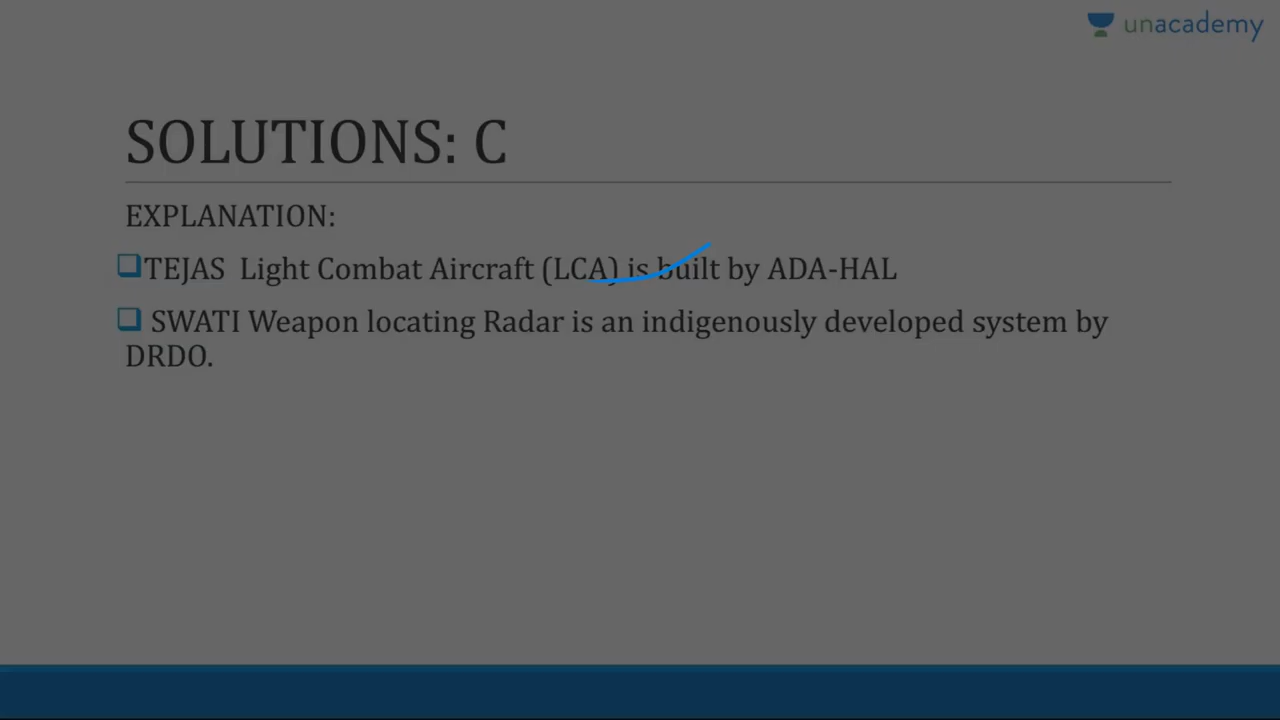 unacademy
SOLUTIONS: C
EXPLANATION:
TEJAS Light Combat Aircraft (LCA) is built by ADA-HAL
SWATI Weapon locating Radar is an indigenously developed system by
DRDO.